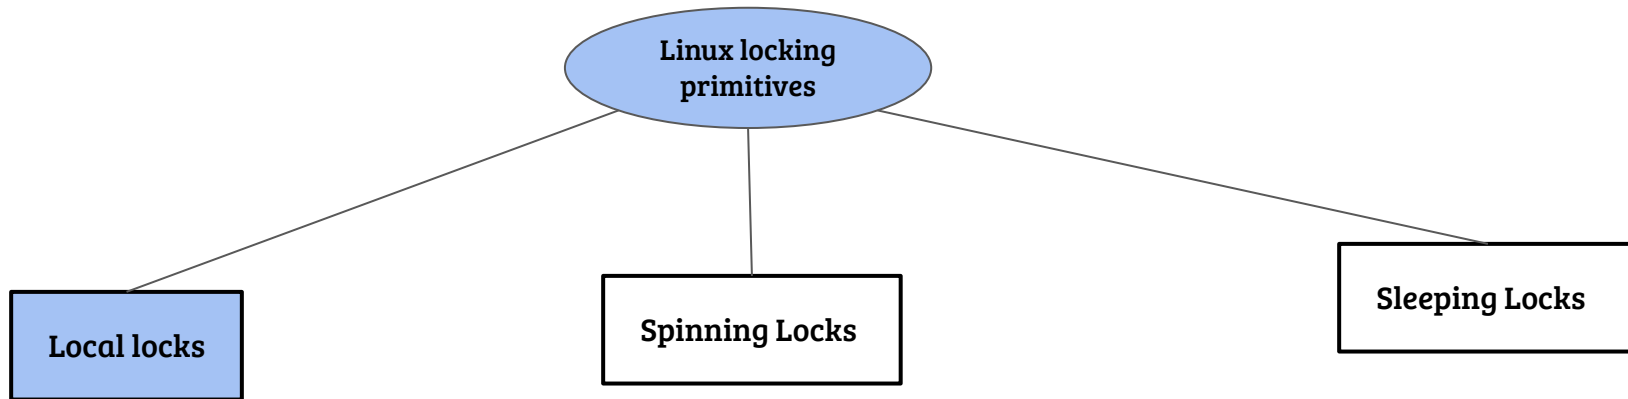 Linux locking
primitives
Local locks
Spinning Locks
Sleeping Locks